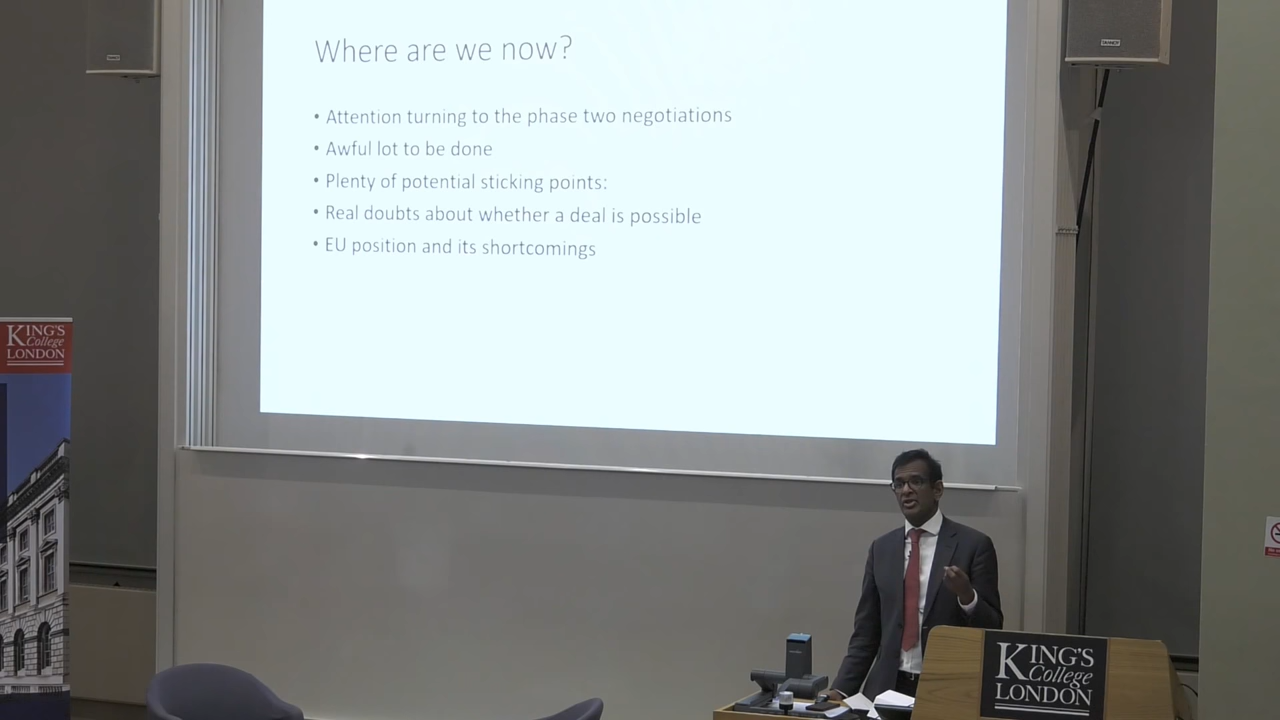 Where are we now?
• Attention turning to the phase two negotiations
• Awful lot to be done
• Plenty of potential sticking points:
• Real doubts about whether a deal is possible
• EU position and its shortcomings
KING'S
College
LONDON
KING'S
College
LONDON